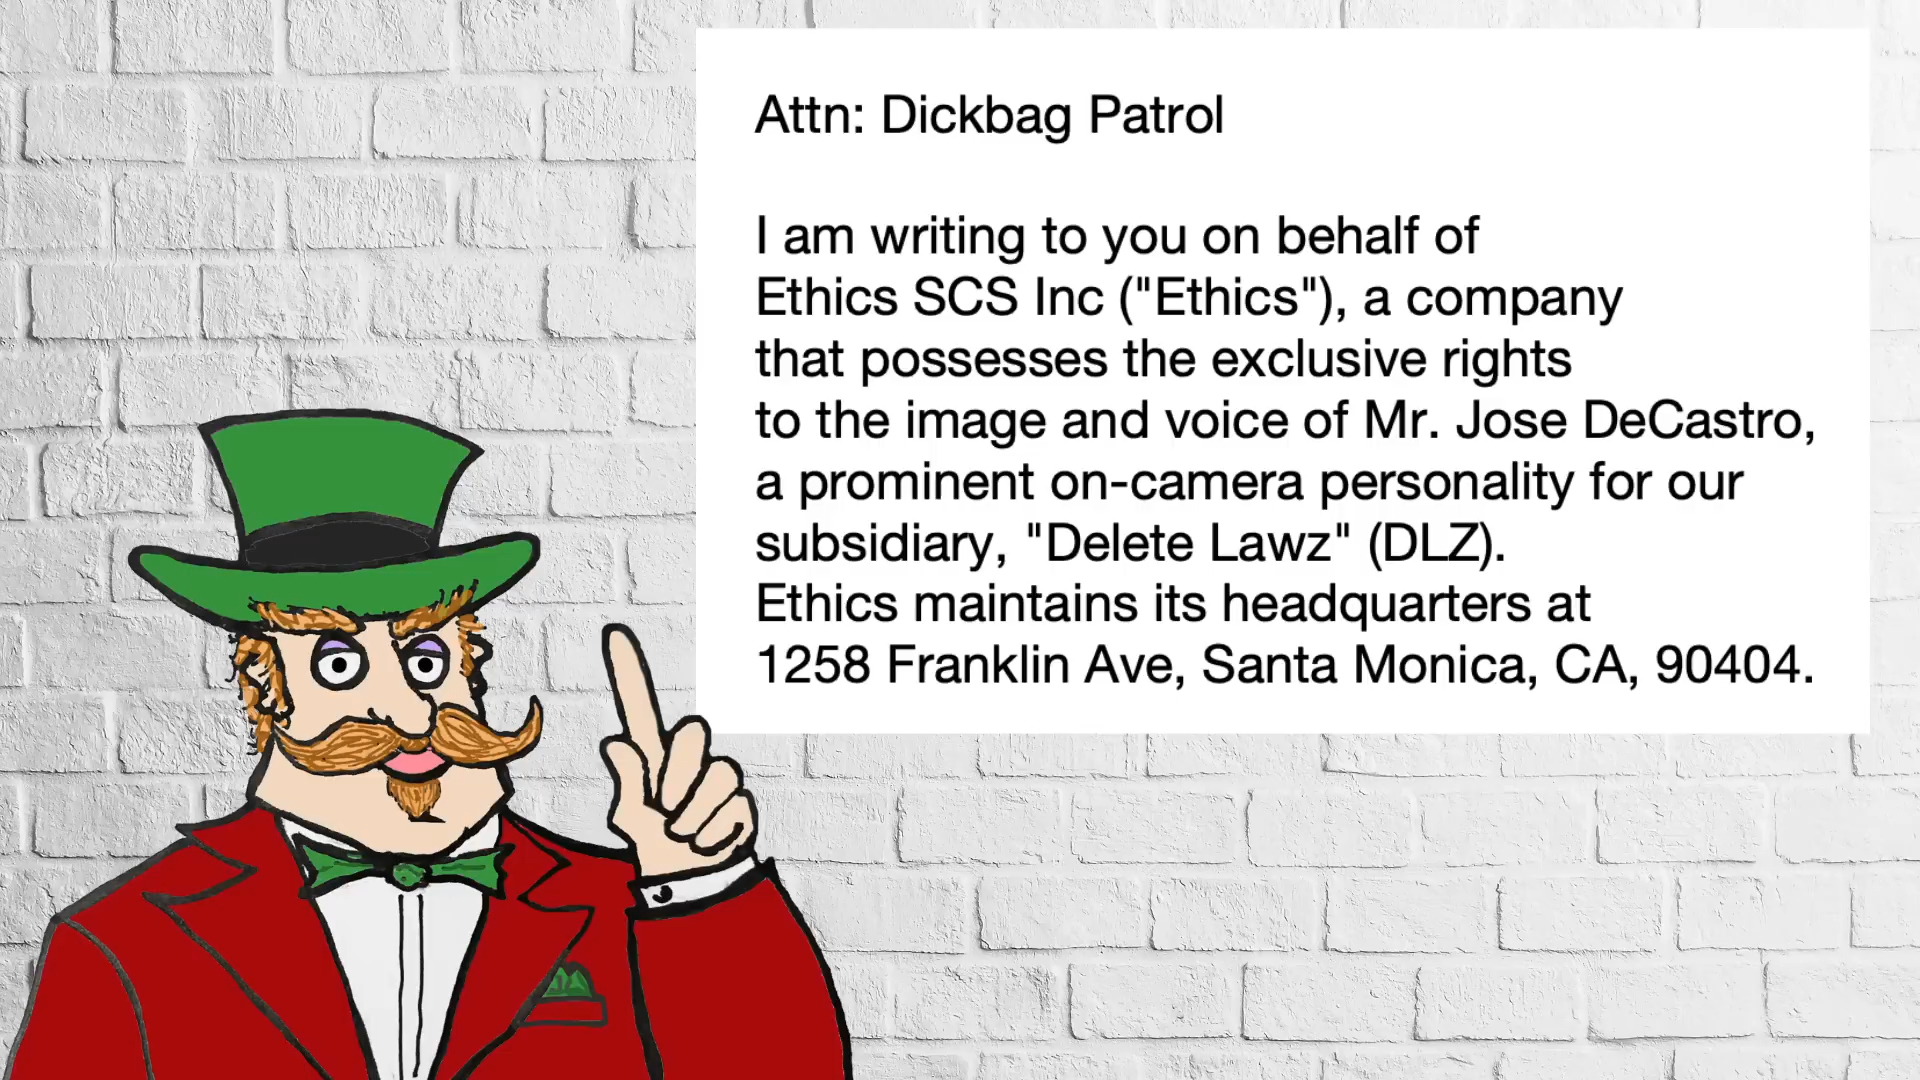 Attn: Dickbag Patrol
I am writing to you on behalf of
Ethics SCS Inc ("Ethics"), a company
that possesses the exclusive rights
to the image and voice of Mr. Jose DeCastro,
a prominent on-camera personality for our
subsidiary, "Delete Lawz" (DLZ).
Ethics maintains its headquarters at
1258 Franklin Ave, Santa Monica, CA, 90404.